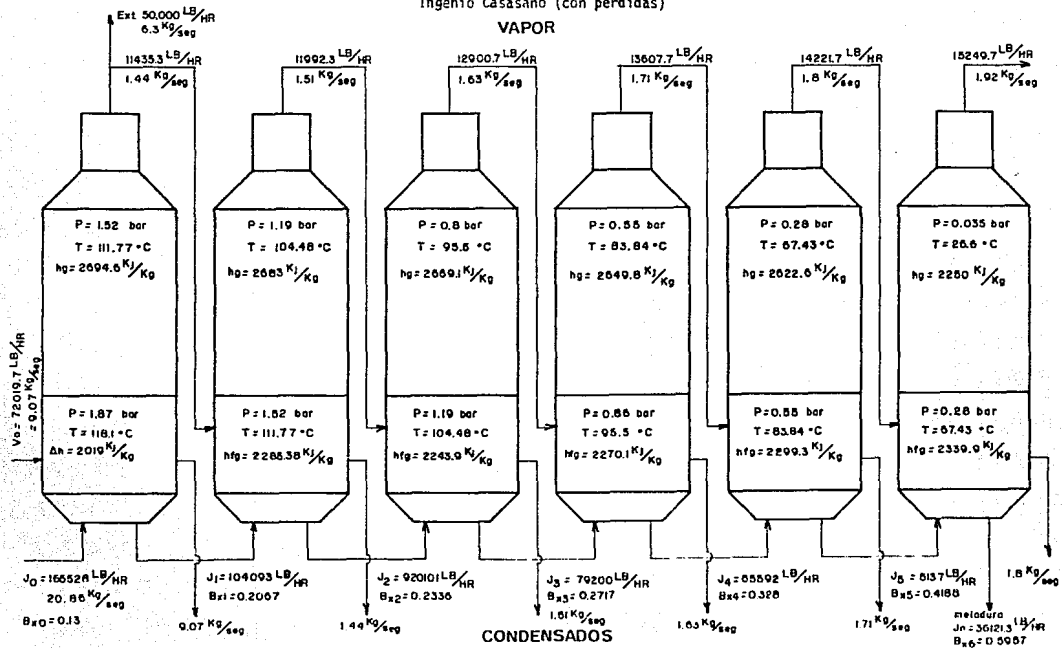 Ingenio Casasano (con pérdidas)
VAPOR
Ext 50,000 LB/HR
6.3 Kg/seg
11435.3 LB/HR
1.44 Kg/seg
11992.3 LB/HR
1.51 Kg/seg
12900.7 LB/HR
1.63 Kg/seg
13607.7 LB/HR
1.71 Kg/seg
14221.7 LB/HR
1.8 Kg/seg
15249.7 LB/HR
1.92 Kg/seg
P = 1.52 bar
T = 111.77 °C
hg = 2694.6 Kj/Kg
P = 1.19 bar
T = 104.48 °C
hg = 2683 Kj/Kg
P = 0.8 bar
T = 95.5 °C
hg = 2669.1 Kj/Kg
P = 0.55 bar
T = 83.84 °C
hg = 2649.8 Kj/Kg
P = 0.28 bar
T = 67.43 °C
hg = 2622.6 Kj/Kg
P = 0.035 bar
T = 26.6 °C
hg = 2250 Kj/Kg
Vo = 72019.7 LB/HR
= 9.07 Kg/seg
P = 1.87 bar
T = 118.1 °C
Δh = 2019 Kj/Kg
P = 1.52 bar
T = 111.77 °C
hfg = 2285.38 Kj/Kg
P = 1.19 bar
T = 104.48 °C
hfg = 2243.9 Kj/Kg
P = 0.86 bar
T = 95.5 °C
hfg = 2270.1 Kj/Kg
P = 0.55 bar
T = 83.84 °C
hfg = 2299.3 Kj/Kg
P = 0.28 bar
T = 67.43 °C
hfg = 2339.9 Kj/Kg
J0 = 165526 LB/HR
20.86 Kg/seg
Bx0 = 0.13
J1 = 104093 LB/HR
Bx1 = 0.2067
J2 = 920101 LB/HR
Bx2 = 0.2336
J3 = 79200 LB/HR
Bx3 = 0.2717
J4 = 65592 LB/HR
Bx4 = 0.328
J5 = 5137 LB/HR
Bx5 = 0.4188
1.8 Kg/seg
9.07 Kg/seg
1.44 Kg/seg
1.51 Kg/seg
1.63 Kg/seg
1.71 Kg/seg
meladura
Jn = 36121.3 LB/HR
Bx6 = 0.5957
CONDENSADOS